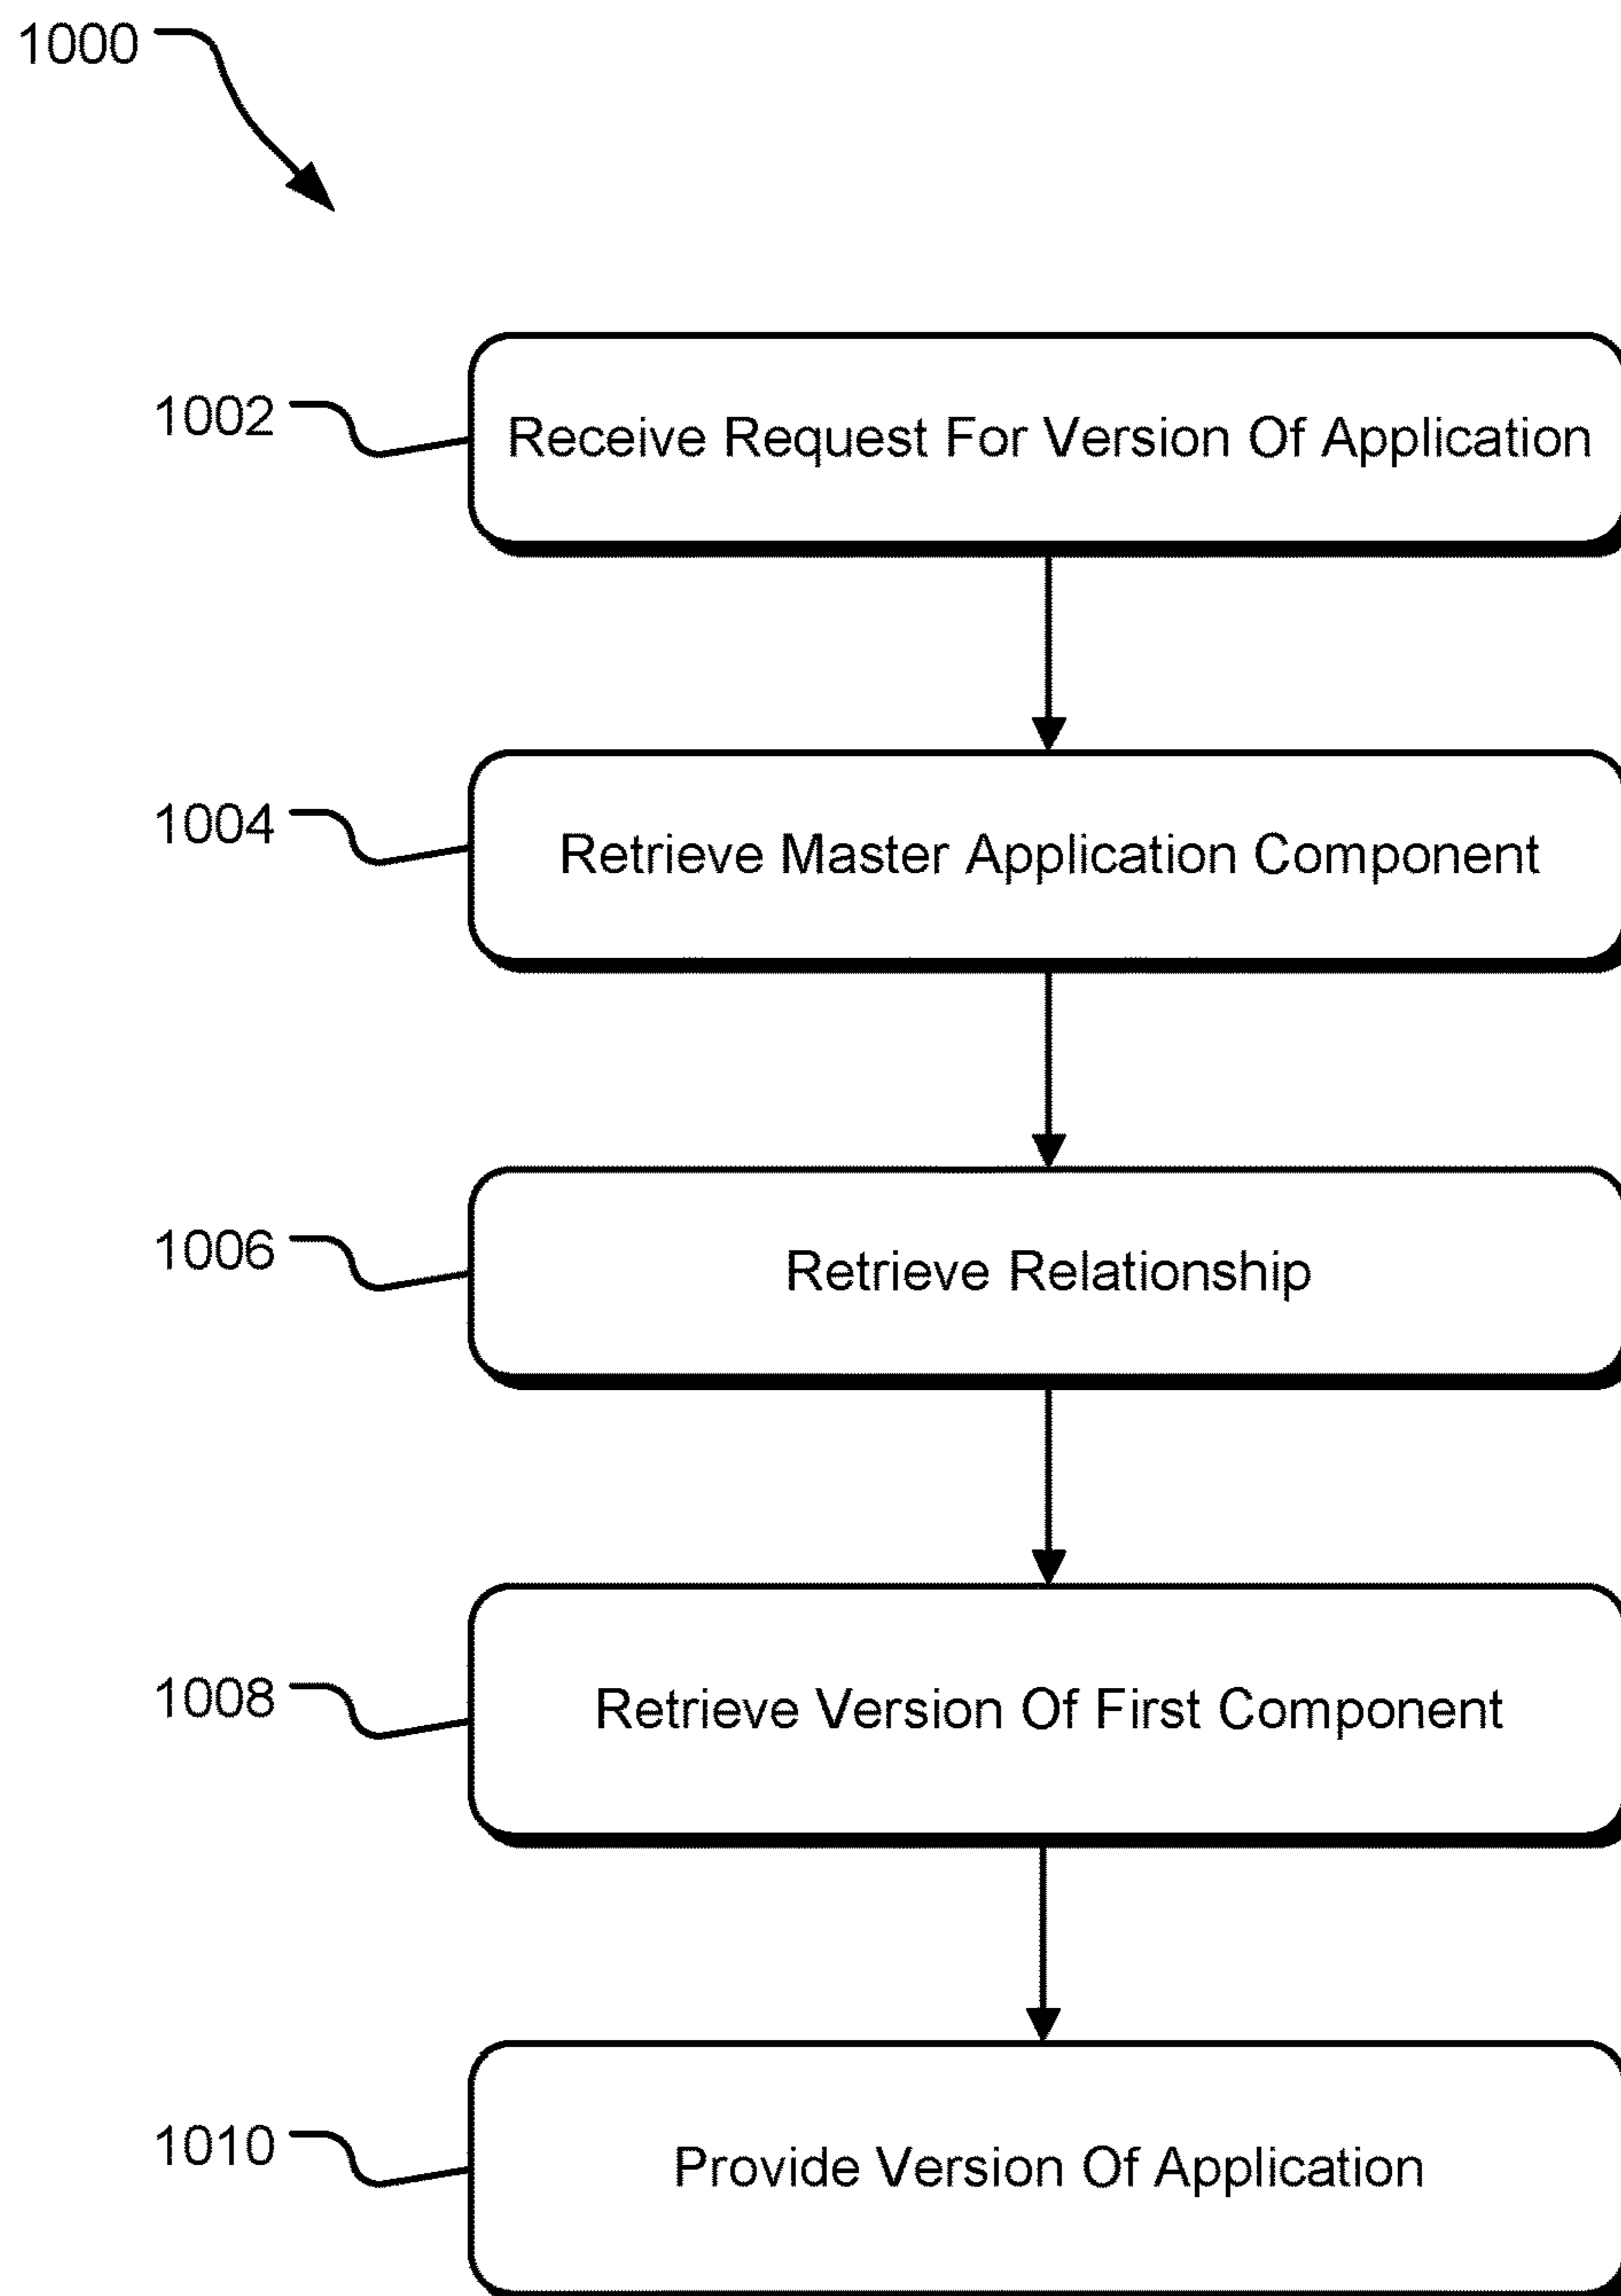 1000
1002
Receive Request For Version Of Application
1004
Retrieve Master Application Component
1006
Retrieve Relationship
1008
Retrieve Version Of First Component
1010
Provide Version Of Application